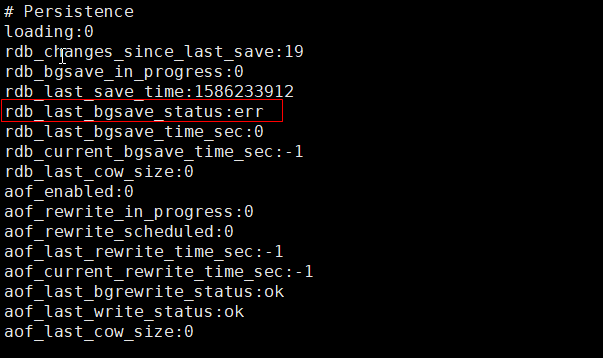 # Persistence
loading:0
rdb_changes_since_last_save:19
rdb_bgsave_in_progress:0
rdb_last_save_time:1586233912
rdb_last_bgsave_status:err
rdb_last_bgsave_time_sec:0
rdb_current_bgsave_time_sec:-1
rdb_last_cow_size:0
aof_enabled:0
aof_rewrite_in_progress:0
aof_rewrite_scheduled:0
aof_last_rewrite_time_sec:-1
aof_current_rewrite_time_sec:-1
aof_last_bgrewrite_status:ok
aof_last_write_status:ok
aof_last_cow_size:0